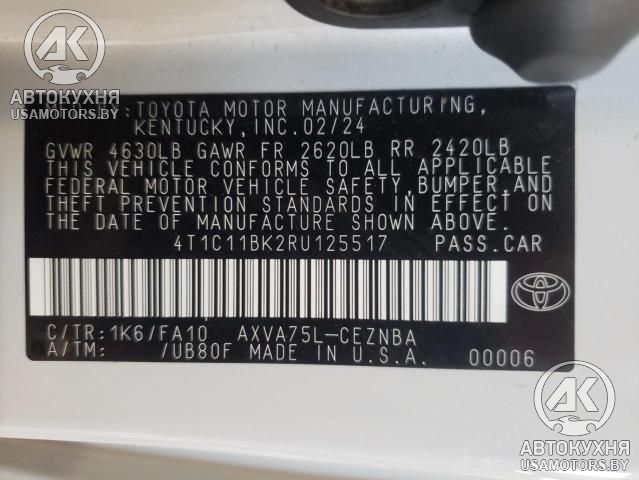 AK
АВТОКУХНЯ
USAMOTORS.BY
:TOYOTA MOTOR MANUFACTURING,
KENTUCKY,INC.02/24
GVWR 4630LB GAWR FR 2620LB RR 2420LB
THIS VEHICLE CONFORMS TO ALL APPLICABLE
FEDERAL MOTOR VEHICLE SAFETY,BUMPER,AND
THEFT PREVENTION STANDARDS IN EFFECT ON
THE DATE OF MANUFACTURE SHOWN ABOVE.
4T1C11BK2RU125517 PASS.CAR
C/TR:1K6/FA10 AXVA75L-CEZNBA
A/TM: /UB80F MADE IN U.S.A. 00006
AK
АВТОКУХНЯ
USAMOTORS.BY